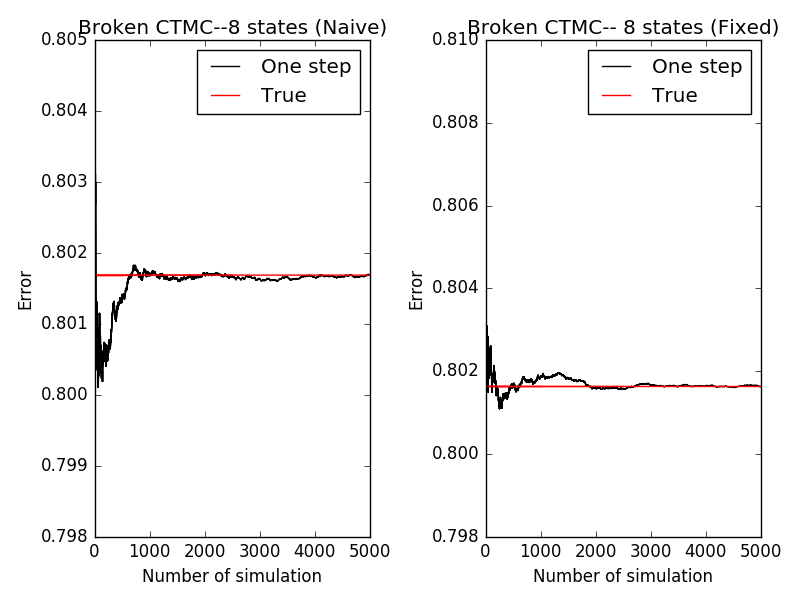 Broken CTMC--8 states (Naive)
0.805
0.804
0.803
0.802
0.801
0.800
0.799
0.798
Error
One step
True
0 1000 2000 3000 4000 5000
Number of simulation
Broken CTMC-- 8 states (Fixed)
0.810
0.808
0.806
0.804
0.802
0.800
0.798
Error
One step
True
0 1000 2000 3000 4000 5000
Number of simulation